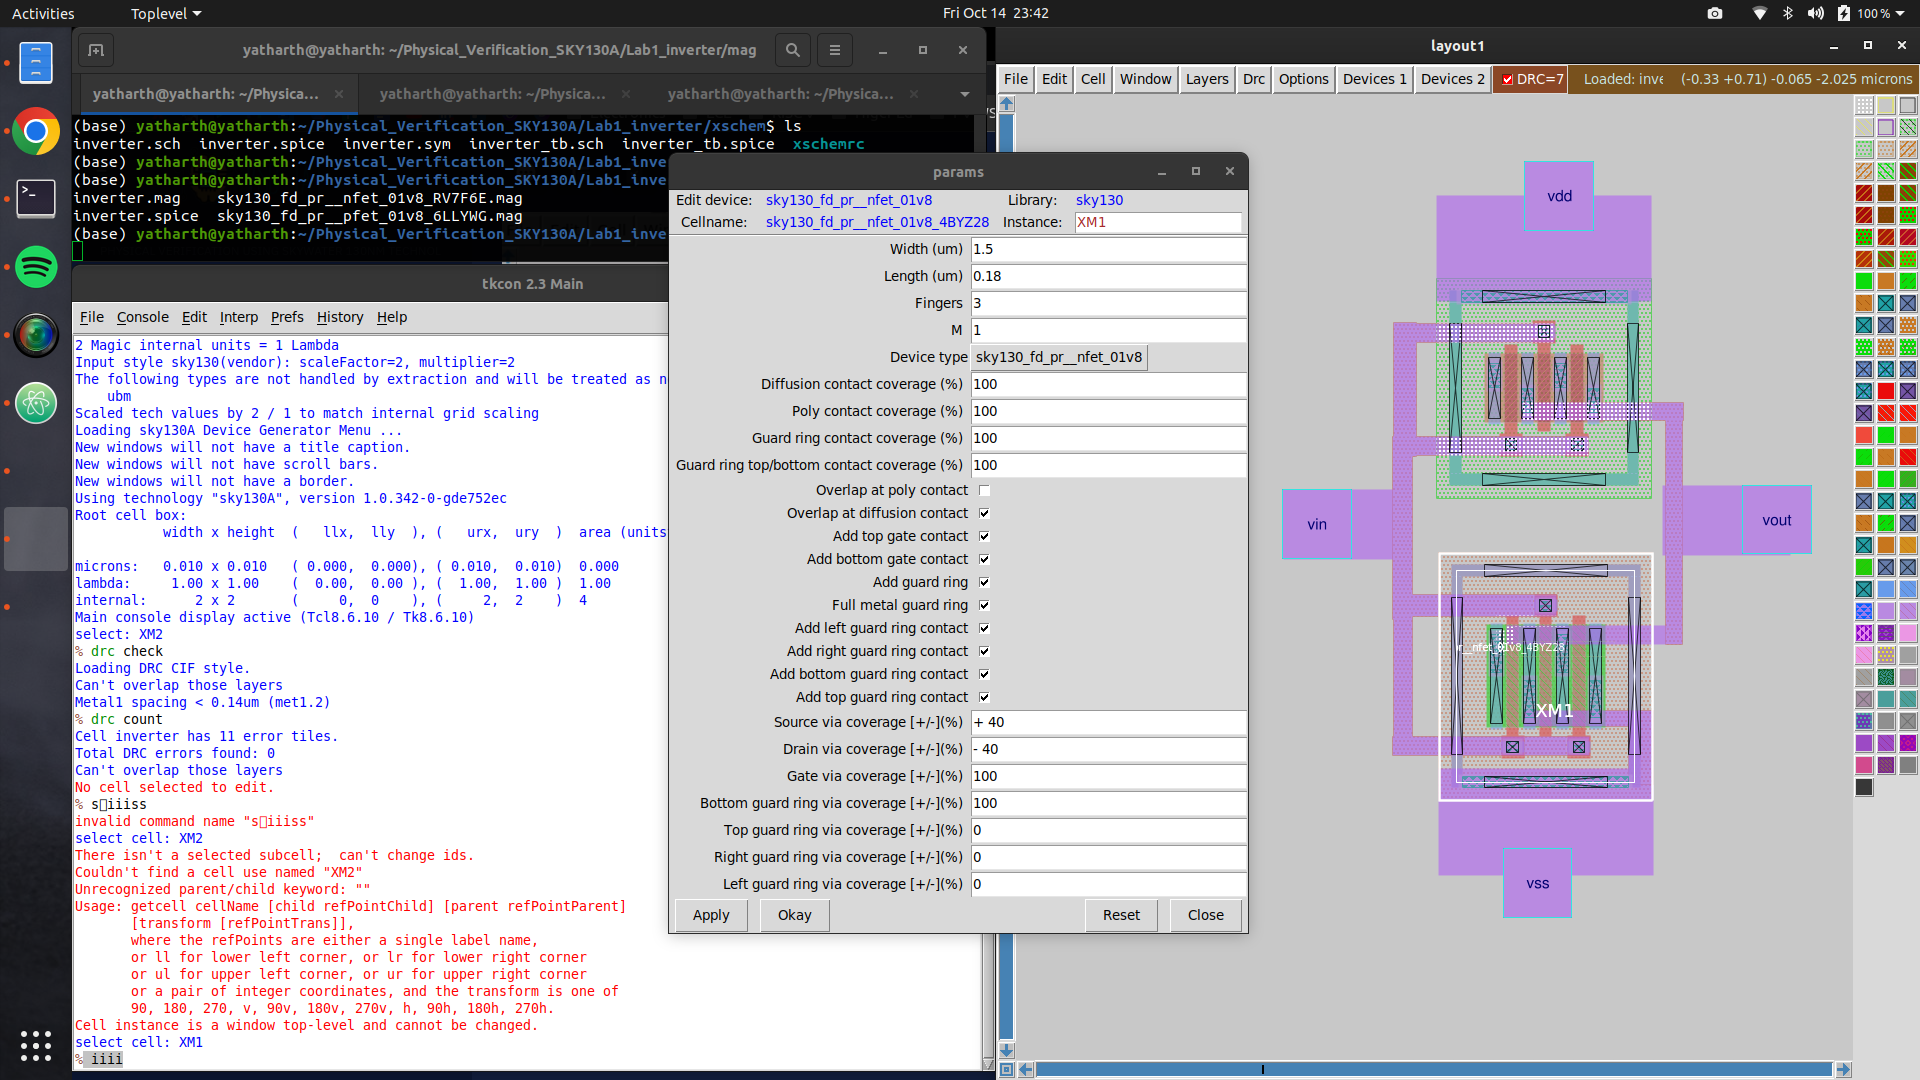 Activities
Toplevel
Fri Oct 14 23:42
100 %
yatharth@yatharth: ~/Physical_Verification_SKY130A/Lab1_inverter/mag
yatharth@yatharth: ~/Physica...
yatharth@yatharth: ~/Physica...
yatharth@yatharth: ~/Physica...
(base) yatharth@yatharth:~/Physical_Verification_SKY130A/Lab1_inverter/xschem$ ls
inverter.sch inverter.spice inverter.sym inverter_tb.sch inverter_tb.spice xschemrc
(base) yatharth@yatharth:~/Physical_Verification_SKY130A/Lab1_inve
(base) yatharth@yatharth:~/Physical_Verification_SKY130A/Lab1_inve
inverter.mag sky130_fd_pr__nfet_01v8_RV7F6E.mag
inverter.spice sky130_fd_pr__pfet_01v8_6LLYWG.mag
(base) yatharth@yatharth:~/Physical_Verification_SKY130A/Lab1_inve
tkcon 2.3 Main
File Console Edit Interp Prefs History Help
2 Magic internal units = 1 Lambda
Input style sky130(vendor): scaleFactor=2, multiplier=2
The following types are not handled by extraction and will be treated as n
ubm
Scaled tech values by 2 / 1 to match internal grid scaling
Loading sky130A Device Generator Menu ...
New windows will not have a title caption.
New windows will not have scroll bars.
New windows will not have a border.
Using technology "sky130A", version 1.0.342-0-gde752ec
Root cell box:
width x height ( llx, lly ), ( urx, ury ) area (units
microns: 0.010 x 0.010 ( 0.000, 0.000), ( 0.010, 0.010) 0.000
lambda: 1.00 x 1.00 ( 0.00, 0.00 ), ( 1.00, 1.00 ) 1.00
internal: 2 x 2 ( 0, 0 ), ( 2, 2 ) 4
Main console display active (Tcl8.6.10 / Tk8.6.10)
select: XM2
% drc check
Loading DRC CIF style.
Can't overlap those layers
Metal1 spacing < 0.14um (met1.2)
% drc count
Cell inverter has 11 error tiles.
Total DRC errors found: 0
Can't overlap those layers
No cell selected to edit.
% s▯iiiss
invalid command name "s▯iiiss"
select cell: XM2
There isn't a selected subcell; can't change ids.
Couldn't find a cell use named "XM2"
Unrecognized parent/child keyword: ""
Usage: getcell cellName [child refPointChild] [parent refPointParent]
[transform [refPointTrans]],
where the refPoints are either a single label name,
or ll for lower left corner, or lr for lower right corner
or ul for upper left corner, or ur for upper right corner
or a pair of integer coordinates, and the transform is one of
90, 180, 270, v, 90v, 180v, 270v, h, 90h, 180h, 270h.
Cell instance is a window top-level and cannot be changed.
select cell: XM1
% iiii
params
Edit device: sky130_fd_pr__nfet_01v8 Library: sky130
Cellname: sky130_fd_pr__nfet_01v8_4BYZ28 Instance: XM1
Width (um) 1.5
Length (um) 0.18
Fingers 3
M 1
Device type sky130_fd_pr__nfet_01v8
Diffusion contact coverage (%) 100
Poly contact coverage (%) 100
Guard ring contact coverage (%) 100
Guard ring top/bottom contact coverage (%) 100
Overlap at poly contact
Overlap at diffusion contact
Add top gate contact
Add bottom gate contact
Add guard ring
Full metal guard ring
Add left guard ring contact
Add right guard ring contact
Add bottom guard ring contact
Add top guard ring contact
Source via coverage [+/-](%) + 40
Drain via coverage [+/-](%) - 40
Gate via coverage [+/-](%) 100
Bottom guard ring via coverage [+/-](%) 100
Top guard ring via coverage [+/-](%) 0
Right guard ring via coverage [+/-](%) 0
Left guard ring via coverage [+/-](%) 0
Apply Okay Reset Close
layout1
File Edit Cell Window Layers Drc Options Devices 1 Devices 2 DRC=7 Loaded: inve (-0.33 +0.71) -0.065 -2.025 microns
vdd
vin
vout
r__nfet_01v8_4BYZ28
XM1
vss